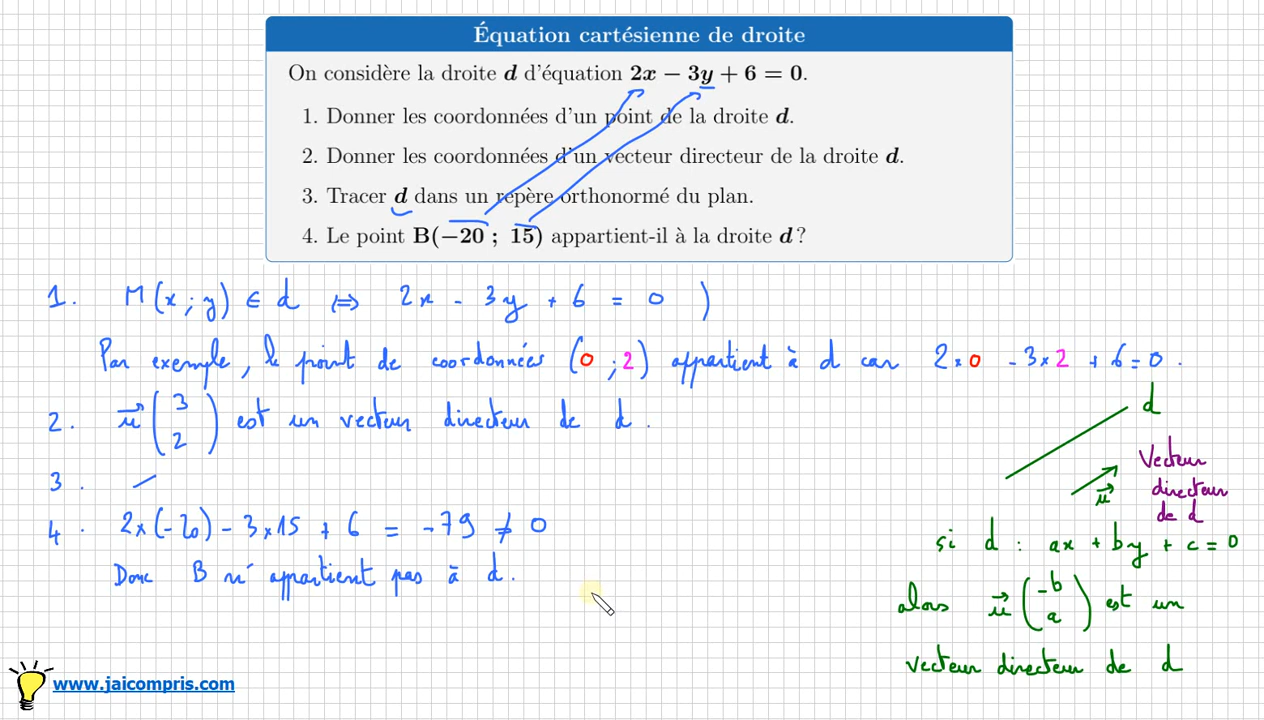 Équation cartésienne de droite
On considère la droite d d'équation 2x − 3y + 6 = 0.
1. Donner les coordonnées d'un point de la droite d.
2. Donner les coordonnées d'un vecteur directeur de la droite d.
3. Tracer d dans un repère orthonormé du plan.
4. Le point B(−20 ; 15) appartient-il à la droite d ?
1. M(x ; y) ∈ d ⟺ 2x - 3y + 6 = 0 )
Par exemple, le point de coordonnées (0 ; 2) appartient à d car 2×0 - 3×2 + 6 = 0.
2. u⃗ (3
2) est un vecteur directeur de d.
3.
4. 2×(-20) - 3×15 + 6 = -79 ≠ 0
Donc B n'appartient pas à d.
d
u⃗
Vecteur
directeur
de d
si d : ax + by + c = 0
alors u⃗ (-b
a) est un
vecteur directeur de d
www.jaicompris.com